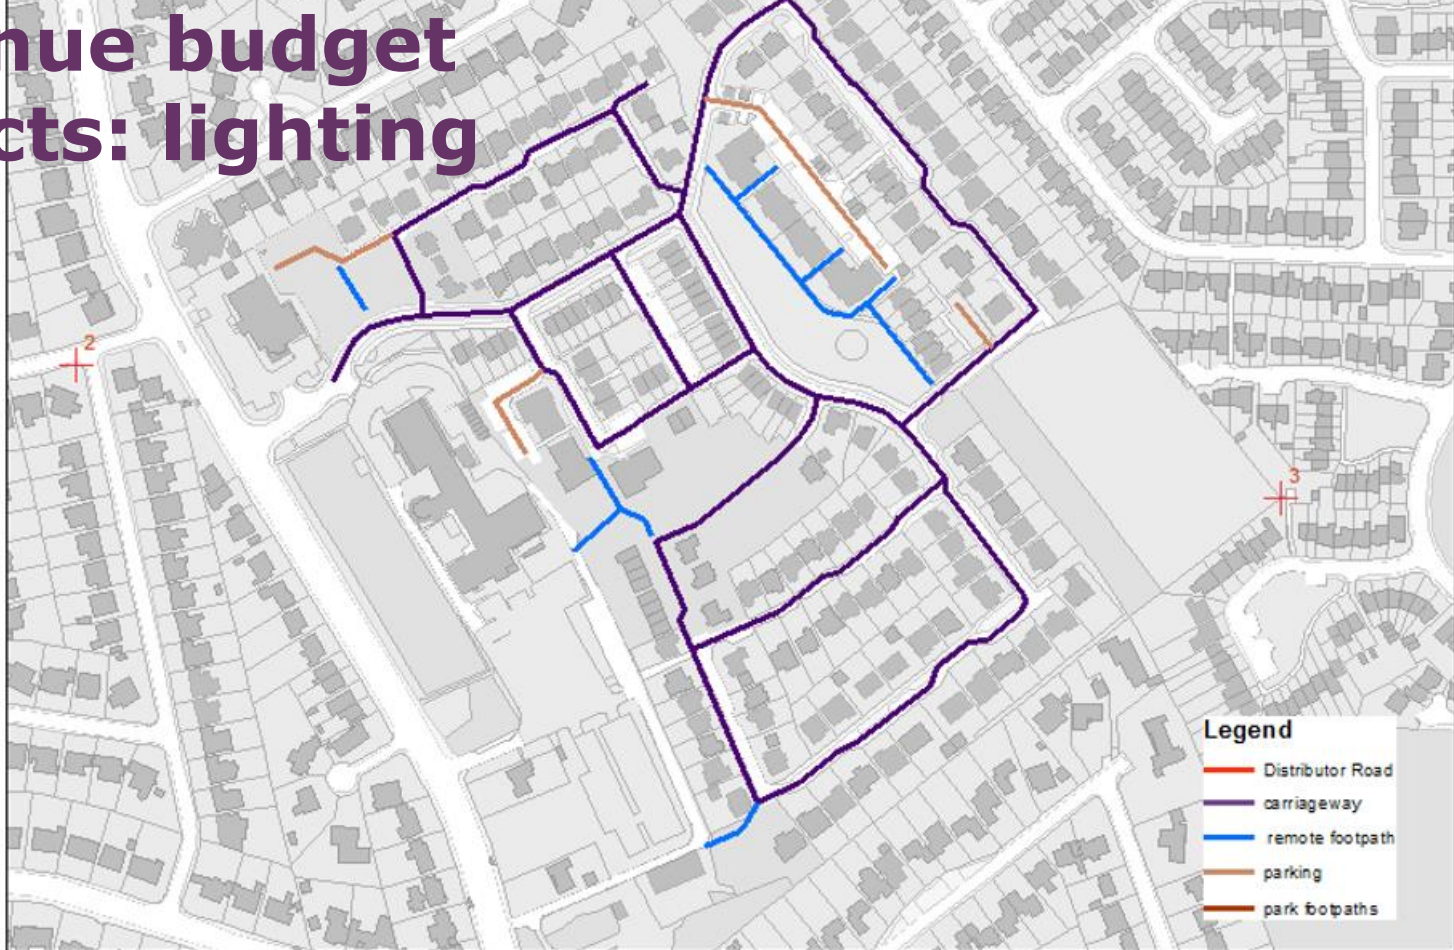 nue budget
cts: lighting
2
3
Legend
Distributor Road
carriageway
remote footpath
parking
park footpaths